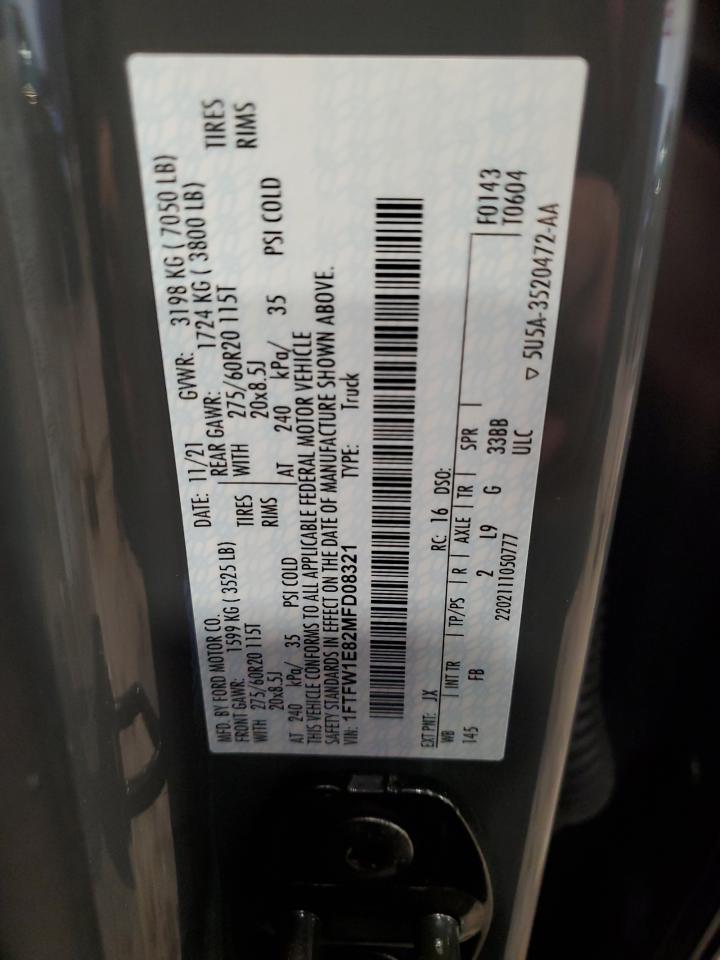 MFD. BY FORD MOTOR CO.
DATE: 11/21 GVWR: 3198 KG ( 7050 LB)
FRONT GAWR: 1599 KG ( 3525 LB)
REAR GAWR: 1724 KG ( 3800 LB)
WITH 275/60R20 115T TIRES
WITH 275/60R20 115T TIRES
20x8.5J RIMS
20x8.5J RIMS
AT 240 kPa/ 35 PSI COLD
AT 240 kPa/ 35 PSI COLD
THIS VEHICLE CONFORMS TO ALL APPLICABLE FEDERAL MOTOR VEHICLE
SAFETY STANDARDS IN EFFECT ON THE DATE OF MANUFACTURE SHOWN ABOVE.
VIN: 1FTFW1E82MFD08321 TYPE: Truck
EXT PNT: JX RC: 16 DSO:
WB INT TR TP/PS R AXLE TR SPR
F0143
T0604
145 FB 2 L9 G 33BB
ULC
2202111050777
▽ 5U5A-3520472-AA